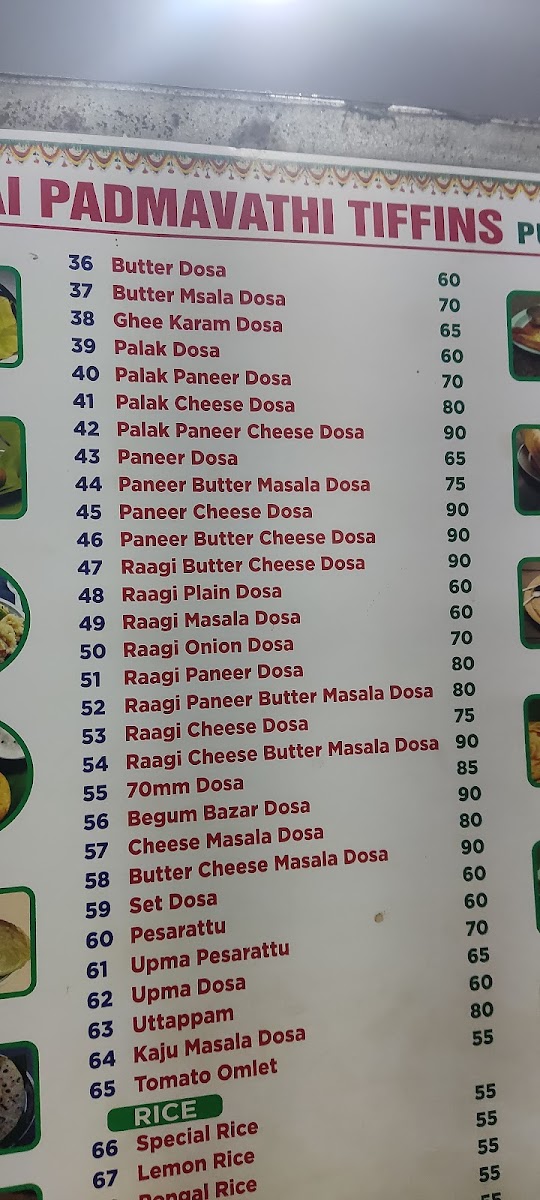 AI PADMAVATHI TIFFINS PU
36 Butter Dosa 60
37 Butter Msala Dosa 70
38 Ghee Karam Dosa 65
39 Palak Dosa 60
40 Palak Paneer Dosa 70
41 Palak Cheese Dosa 80
42 Palak Paneer Cheese Dosa 90
43 Paneer Dosa 65
44 Paneer Butter Masala Dosa 75
45 Paneer Cheese Dosa 90
46 Paneer Butter Cheese Dosa 90
47 Raagi Butter Cheese Dosa 90
48 Raagi Plain Dosa 60
49 Raagi Masala Dosa 60
50 Raagi Onion Dosa 70
51 Raagi Paneer Dosa 80
52 Raagi Paneer Butter Masala Dosa 80
53 Raagi Cheese Dosa 75
54 Raagi Cheese Butter Masala Dosa 90
55 70mm Dosa 85
56 Begum Bazar Dosa 90
57 Cheese Masala Dosa 80
58 Butter Cheese Masala Dosa 90
59 Set Dosa 60
60 Pesarattu 60
61 Upma Pesarattu 70
62 Upma Dosa 65
63 Uttappam 60
64 Kaju Masala Dosa 80
65 Tomato Omlet 55
RICE
66 Special Rice 55
67 Lemon Rice 55
Pongal Rice 55
55